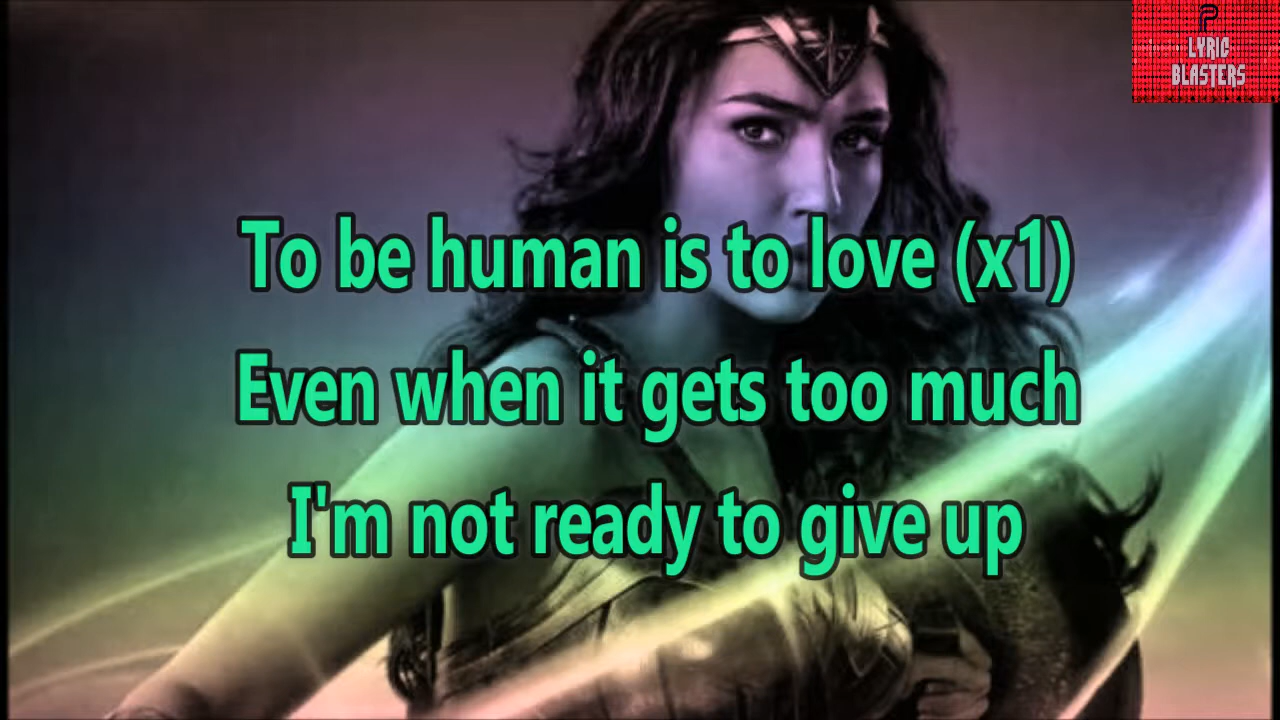 LYRIC
BLASTERS
To be human is to love (x1)
Even when it gets too much
I'm not ready to give up